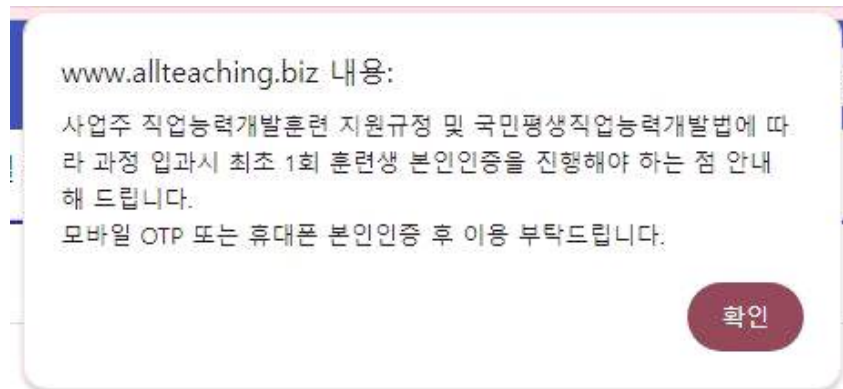 www.allteaching.biz 내용:
사업주 직업능력개발훈련 지원규정 및 국민평생직업능력개발법에 따
라 과정 입과시 최초 1회 훈련생 본인인증을 진행해야 하는 점 안내
해 드립니다.
모바일 OTP 또는 휴대폰 본인인증 후 이용 부탁드립니다.
확인